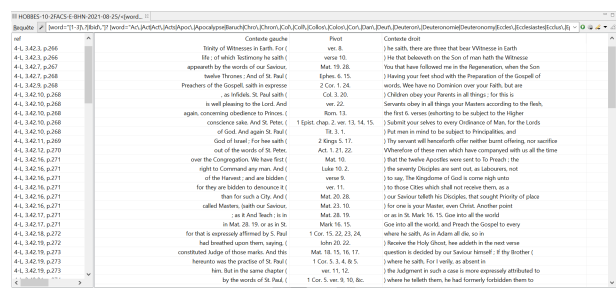 HOBBES-10-2FACS-E-BHN-2021-08-25/<[word...
Requête
ref Contexte gauche Pivot Contexte droit
4-L 3.42.3, p.266 Trinity of Witnesses in Earth. For ( ver. 8. ) he saith, there are three that bear VVitnesse in Earth
4-L 3.42.3, p.266 life ; of which Testimony he saith ( verse 10. ) He that beleeveth on the Son of man hath the Witnesse
4-L 3.42.7, p.267 appeareth by the words of our Saviour, Mat. 19. 28. You that have followed me in the Regeneration, when the Son
4-L 3.42.7, p.267 twelve Thrones ; And of St. Paul ( Ephes. 6. 15. ) Having your feet shod with the Preparation of the Gospell of
4-L 3.42.9, p.268 Preachers of the Gospell, saith in expresse 2 Cor. 1. 24. words, Wee have no Dominion over your Faith, but are
4-L 3.42.10, p.268 , as Infidels. St. Paul saith ( Col. 3. 20. ) Children obey your Parents in all things ; for this is
4-L 3.42.10, p.268 is well pleasing to the Lord. And ver. 22. Servants obey in all things your Masters according to the flesh,
4-L 3.42.10, p.268 again, concerning obedience to Princes. ( Rom. 13. the first 6. verses (exhorting to be subject to the Higher
4-L 3.42.10, p.268 conscience sake. And St. Peter, ( 1 Epist. chap. 2. ver. 13, 14, 15. ) Submit your selves to every Ordinance of Man, for the Lord
4-L 3.42.10, p.268 of God. And again St. Paul ( Tit. 3. 1. ) Put men in mind to be subject to Principalities, and
4-L 3.42.11, p.269 God of Israel ; For hee saith ( 2 Kings 5. 17. ) Thy servant will henceforth offer neither burnt offering, nor sacrifice
4-L 3.42.12, p.270 out of the words of St. Peter. Act. 1. 21, 22. VVherefore of these men which have companyed with us all the time
4-L 3.42.16, p.271 over the Congregation. We have first ( Mat. 10. ) that the twelve Apostles were sent to To preach ; the
4-L 3.42.16, p.271 right to Command any man. And ( Luke 10. 2. ) the seventy Disciples are sent out, as Labourers, not
4-L 3.42.16, p.271 of the Harvest ; and are bidden ( verse 9. ) to say, The Kingdome of God is come nigh unto
4-L 3.42.16, p.271 for they are bidden to denounce it ( ver. 11. ) to those Cities which shall not receive them, as a
4-L 3.42.16, p.271 than for such a City. And ( Mat. 20. 28. ) our Saviour telleth his Disciples, that sought Priority of place
4-L 3.42.16, p.271 called Masters, (saith our Saviour, Mat. 23. 10. ) for one is your Master, even Christ. Another point
4-L 3.42.17, p.271 ; as it And Teach ; is in Mat. 28. 19. or as in St. Mark 16. 15. Goe into all the world
4-L 3.42.17, p.271 in Mat. 28. 19. or as in St. Mark 16. 15. Goe into all the world, and Preach the Gospel to every
4-L 3.42.18, p.272 for that is expressely affirmed by S. Paul 1 Cor. 15. 22, 23, 24, where he saith, As in Adam all die, so in
4-L 3.42.19, p.272 had breathed upon them, saying, ( Iohn 20. 22. ) Receive the Holy Ghost, hee addeth in the next verse
4-L 3.42.19, p.273 constituted Judge of those marks. And this Mat. 18. 15, 16, 17. question is decided by our Saviour himself ; If thy Brother (
4-L 3.42.19, p.273 hereunto was the practise of St. Paul ( 1 Cor. 5. 3, 4, & 5. ) where he saith. For I verily, as absent in
4-L 3.42.19, p.273 him. But in the same chapter ( ver. 11, 12. ) the Judgment in such a case is more expressely attributed to
4-L 3.42.19, p.273 by the words of St. Paul, ( 1 Cor. 5. ver. 9, 10, &c. ) where he telleth them, he had formerly forbidden them to